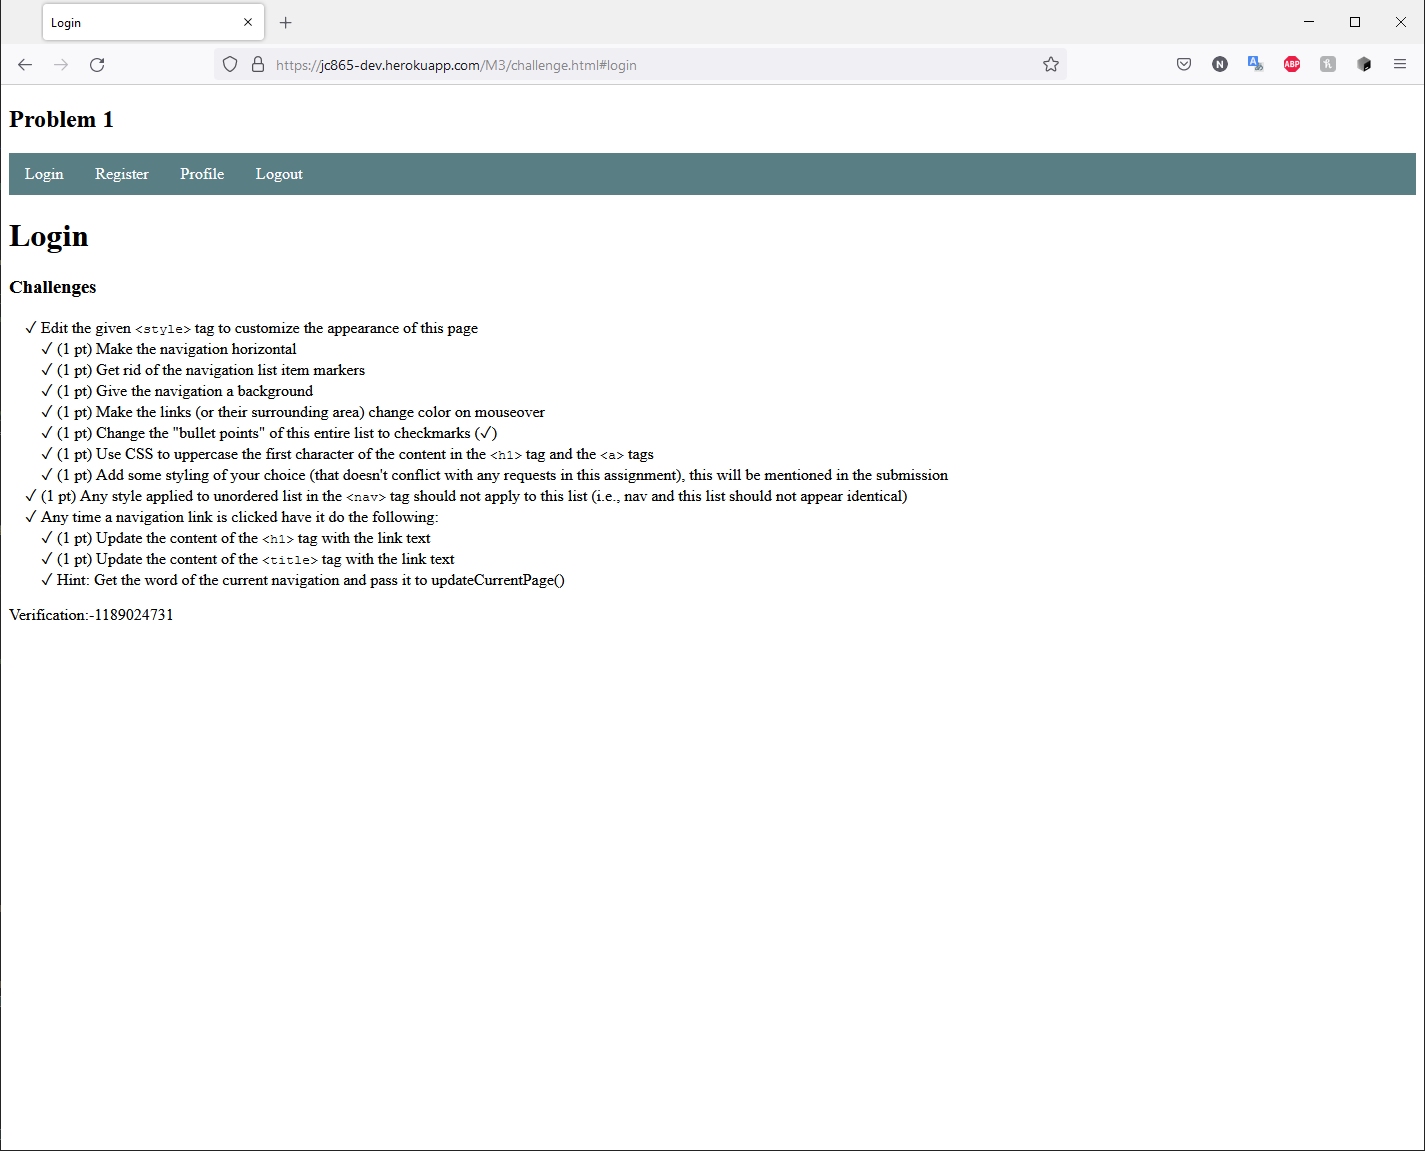 Login
https://jc865-dev.herokuapp.com/M3/challenge.html#login
N
ABP
Problem 1
Login Register Profile Logout
Login
Challenges
✓ Edit the given <style> tag to customize the appearance of this page
✓ (1 pt) Make the navigation horizontal
✓ (1 pt) Get rid of the navigation list item markers
✓ (1 pt) Give the navigation a background
✓ (1 pt) Make the links (or their surrounding area) change color on mouseover
✓ (1 pt) Change the "bullet points" of this entire list to checkmarks (✓)
✓ (1 pt) Use CSS to uppercase the first character of the content in the <h1> tag and the <a> tags
✓ (1 pt) Add some styling of your choice (that doesn't conflict with any requests in this assignment), this will be mentioned in the submission
✓ (1 pt) Any style applied to unordered list in the <nav> tag should not apply to this list (i.e., nav and this list should not appear identical)
✓ Any time a navigation link is clicked have it do the following:
✓ (1 pt) Update the content of the <h1> tag with the link text
✓ (1 pt) Update the content of the <title> tag with the link text
✓ Hint: Get the word of the current navigation and pass it to updateCurrentPage()
Verification:-1189024731